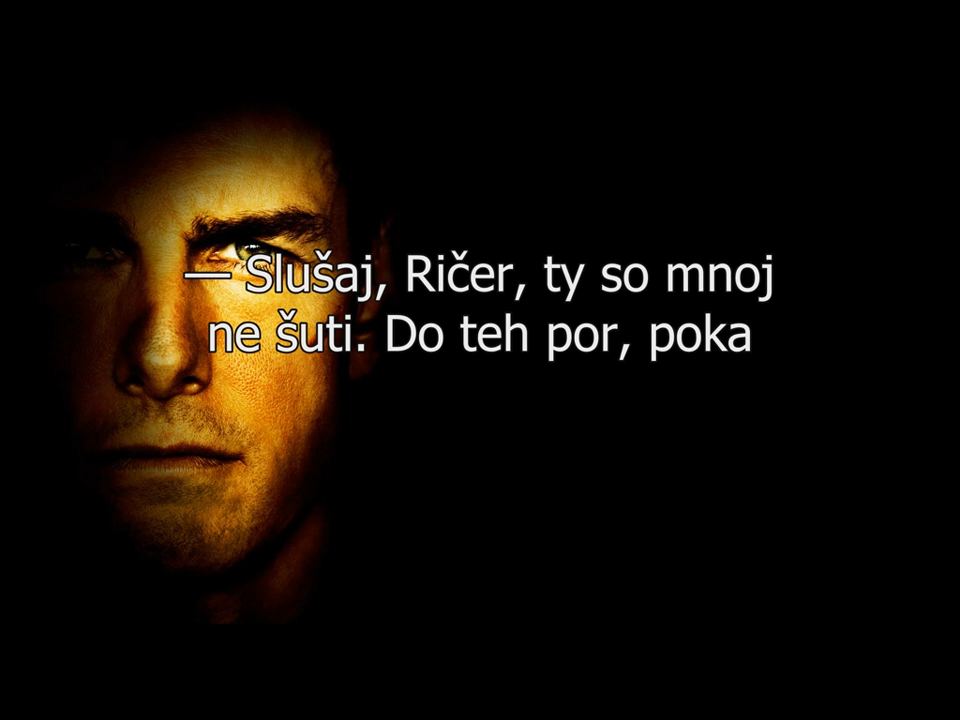 — Slušaj, Ričer, ty so mnoj
ne šuti. Do teh por, poka